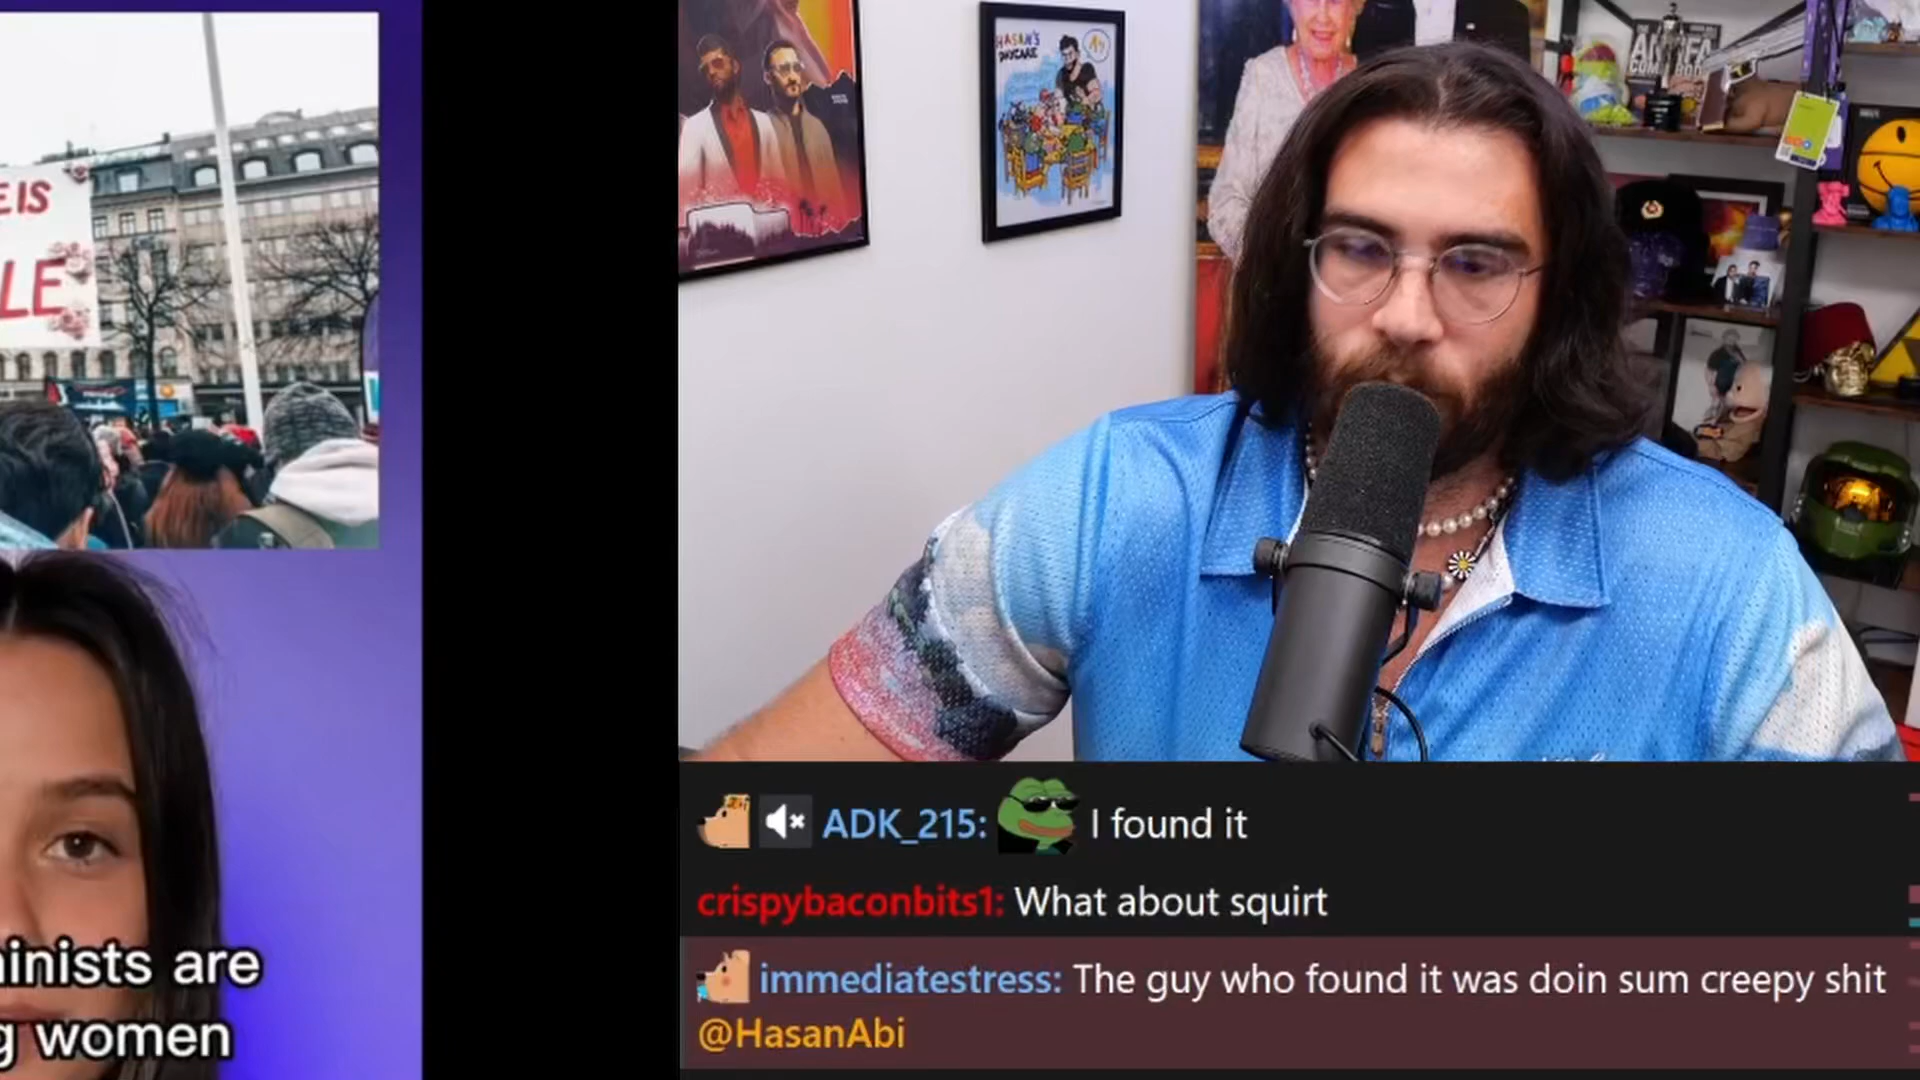 E IS
LE
HASAN'S
DAYCARE
inists are
g women
ADK_215: I found it
crispybaconbits1: What about squirt
immediatestress: The guy who found it was doin sum creepy shit
@HasanAbi